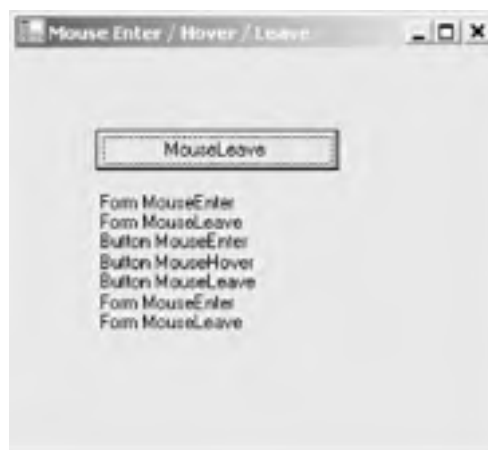 Mouse Enter / Hover / Leave
MouseLeave
Form MouseEnter
Form MouseLeave
Button MouseEnter
Button MouseHover
Button MouseLeave
Form MouseEnter
Form MouseLeave